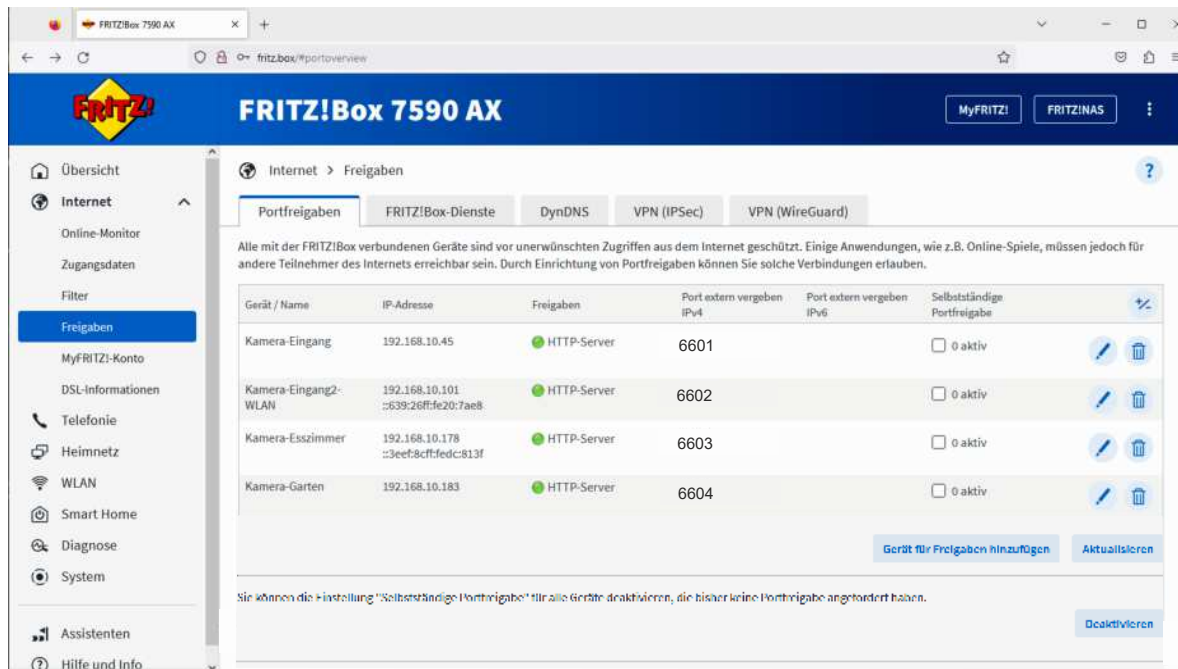 FRITZ!Box 7590 AX
fritz.box/#portoverview
FRITZ!
FRITZ!Box 7590 AX
MyFRITZ!
FRITZ!NAS
Übersicht
Internet
Online-Monitor
Zugangsdaten
Filter
Freigaben
MyFRITZ!-Konto
DSL-Informationen
Telefonie
Heimnetz
WLAN
Smart Home
Diagnose
System
Assistenten
Hilfe und Info
Internet > Freigaben
?
Portfreigaben FRITZ!Box-Dienste DynDNS VPN (IPSec) VPN (WireGuard)
Alle mit der FRITZ!Box verbundenen Geräte sind vor unerwünschten Zugriffen aus dem Internet geschützt. Einige Anwendungen, wie z.B. Online-Spiele, müssen jedoch für
andere Teilnehmer des Internets erreichbar sein. Durch Einrichtung von Portfreigaben können Sie solche Verbindungen erlauben.
Gerät / Name IP-Adresse Freigaben Port extern vergeben IPv4 Port extern vergeben IPv6 Selbstständige Portfreigabe
Kamera-Eingang 192.168.10.45 HTTP-Server 6601 0 aktiv
Kamera-Eingang2- 192.168.10.101 HTTP-Server 6602 0 aktiv
WLAN ::639:26ff:fe20:7ae8
Kamera-Esszimmer 192.168.10.178 HTTP-Server 6603 0 aktiv
::3eef:8cff:fedc:813f
Kamera-Garten 192.168.10.183 HTTP-Server 6604 0 aktiv
Gerät für Freigaben hinzufügen Aktualisieren
Sie können die Einstellung "Selbstständige Portfreigabe" für alle Geräte deaktivieren, die bisher keine Portfreigabe angefordert haben.
Deaktivieren